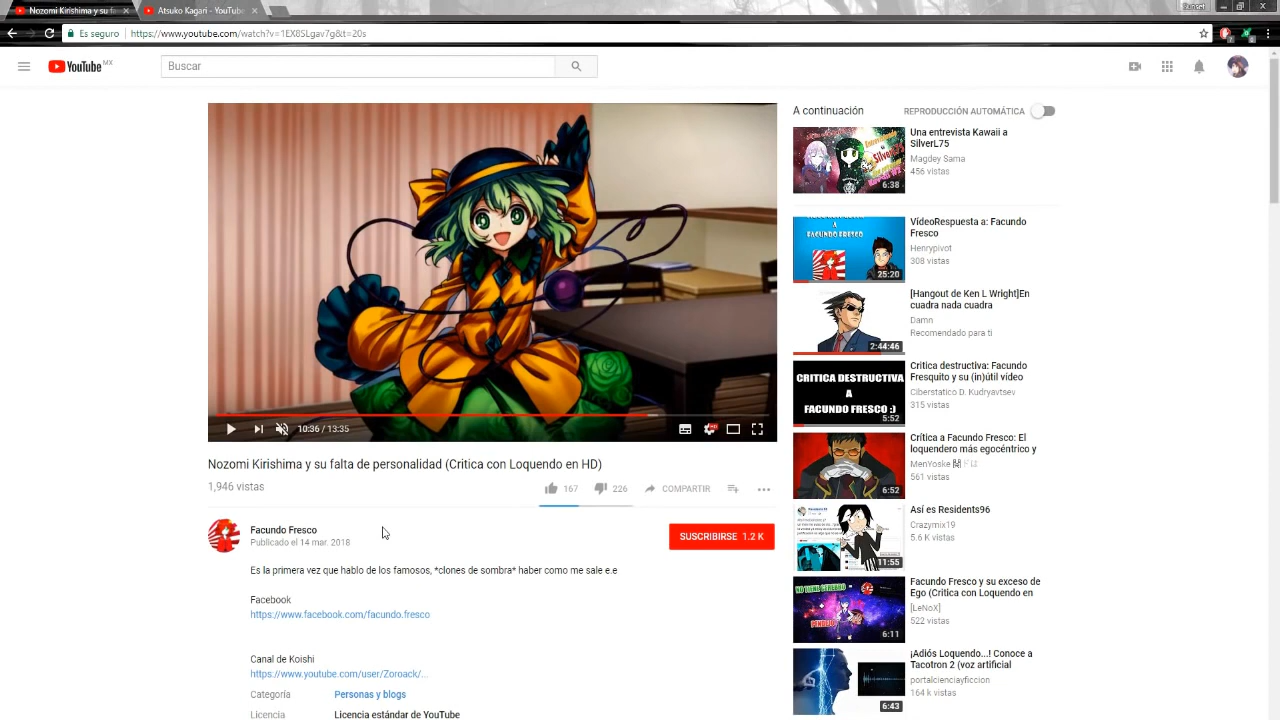 Nozomi Kirishima y su f
Atsuko Kagari - YouTube
Es seguro
https://www.youtube.com/watch?v=1EX8SLgav7g&t=20s
YouTube MX
Buscar
10:36 / 13:35
Nozomi Kirishima y su falta de personalidad (Critica con Loquendo en HD)
1,946 vistas
167
226
COMPARTIR
Facundo Fresco
Publicado el 14 mar. 2018
SUSCRIBIRSE 1.2 K
Es la primera vez que hablo de los famosos, *clones de sombra* haber como me sale e.e
Facebook
https://www.facebook.com/facundo.fresco
Canal de Koishi
https://www.youtube.com/user/Zoroack/...
Categoría
Personas y blogs
Licencia
Licencia estándar de YouTube
A continuación
REPRODUCCIÓN AUTOMÁTICA
6:38
Una entrevista Kawaii a
SilverL75
Magdey Sama
456 vistas
FACUNDO FRESCO
25:20
VídeoRespuesta a: Facundo
Fresco
Henrypivot
308 vistas
2:44:46
[Hangout de Ken L Wright]En
cuadra nada cuadra
Damn
Recomendado para ti
CRITICA DESTRUCTIVA
A
FACUNDO FRESCO :)
5:52
Critica destructiva: Facundo
Fresquito y su (in)útil vídeo
Ciberstatico D. Kudryavtsev
315 vistas
6:52
Crítica a Facundo Fresco: El
loquendero más egocéntrico y
MenYoske
561 vistas
11:55
Así es Residents96
Crazymix19
5.6 K vistas
6:11
Facundo Fresco y su exceso de
Ego (Critica con Loquendo en
[LeNoX]
522 vistas
6:43
¡Adiós Loquendo...! Conoce a
Tacotron 2 (voz artificial
portalcienciayficcion
164 k vistas